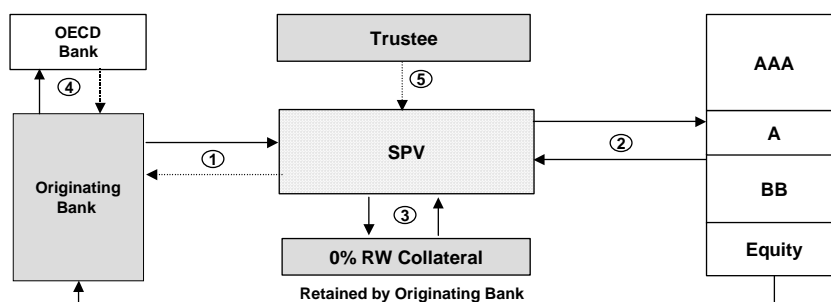 OECD
Bank
Trustee
AAA
④
⑤
A
SPV
①
②
Originating
Bank
BB
③
0% RW Collateral
Equity
Retained by Originating Bank